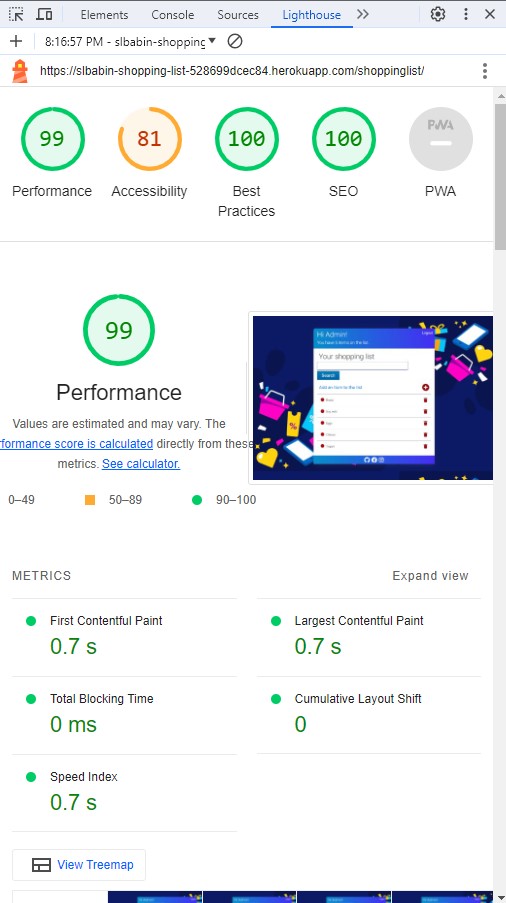 Elements Console Sources Lighthouse
8:16:57 PM - slbabin-shopping
https://slbabin-shopping-list-528699dcec84.herokuapp.com/shoppinglist/
99 81 100 100 PWA
Performance Accessibility Best Practices SEO PWA
99
Performance
Values are estimated and may vary. The
rformance score is calculated directly from these
metrics. See calculator.
Hi Admin!
Logout
You have 5 items on the list
Your shopping list
Search
Add an item to the list
0–49 50–89 90–100
METRICS Expand view
First Contentful Paint
0.7 s
Largest Contentful Paint
0.7 s
Total Blocking Time
0 ms
Cumulative Layout Shift
0
Speed Index
0.7 s
View Treemap